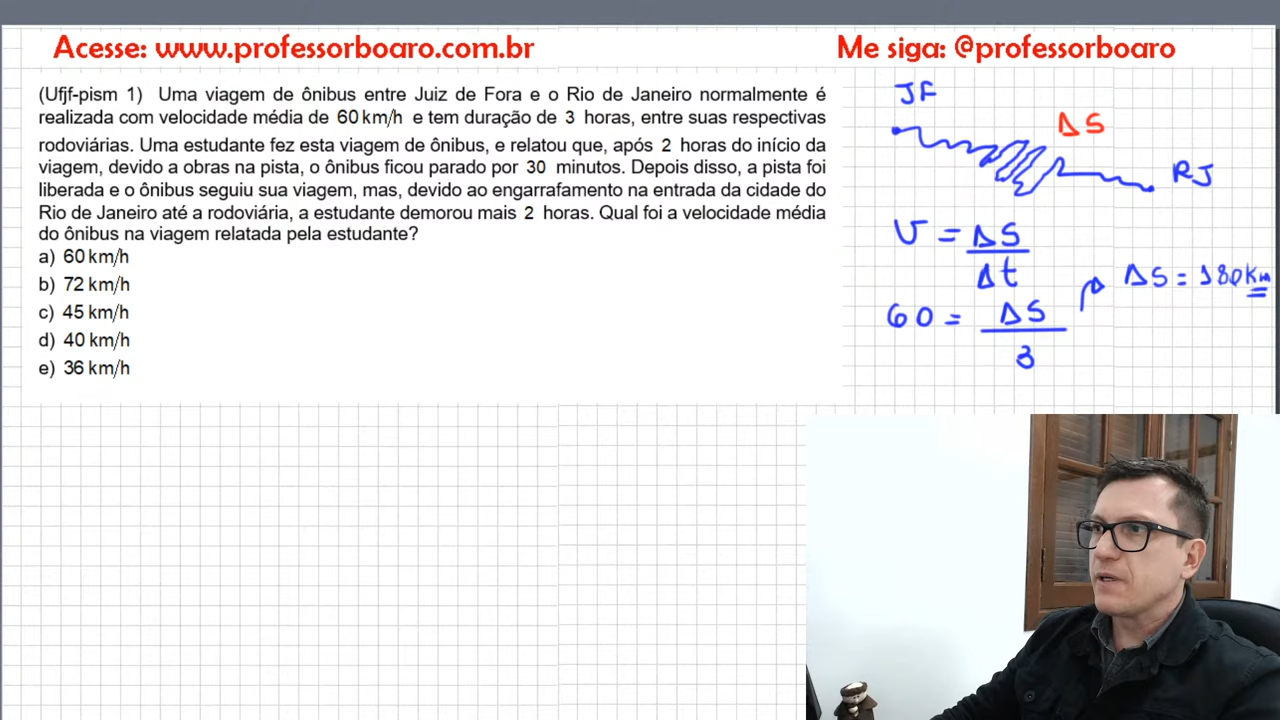 Acesse: www.professorboaro.com.br
Me siga: @professorboaro
(Ufjf-pism 1) Uma viagem de ônibus entre Juiz de Fora e o Rio de Janeiro normalmente é
realizada com velocidade média de 60 km/h e tem duração de 3 horas, entre suas respectivas
rodoviárias. Uma estudante fez esta viagem de ônibus, e relatou que, após 2 horas do início da
viagem, devido a obras na pista, o ônibus ficou parado por 30 minutos. Depois disso, a pista foi
liberada e o ônibus seguiu sua viagem, mas, devido ao engarrafamento na entrada da cidade do
Rio de Janeiro até a rodoviária, a estudante demorou mais 2 horas. Qual foi a velocidade média
do ônibus na viagem relatada pela estudante?
a) 60 km/h
b) 72 km/h
c) 45 km/h
d) 40 km/h
e) 36 km/h
JF
ΔS
RJ
V = ΔS
Δt
ΔS = 180Km
60 = ΔS
3